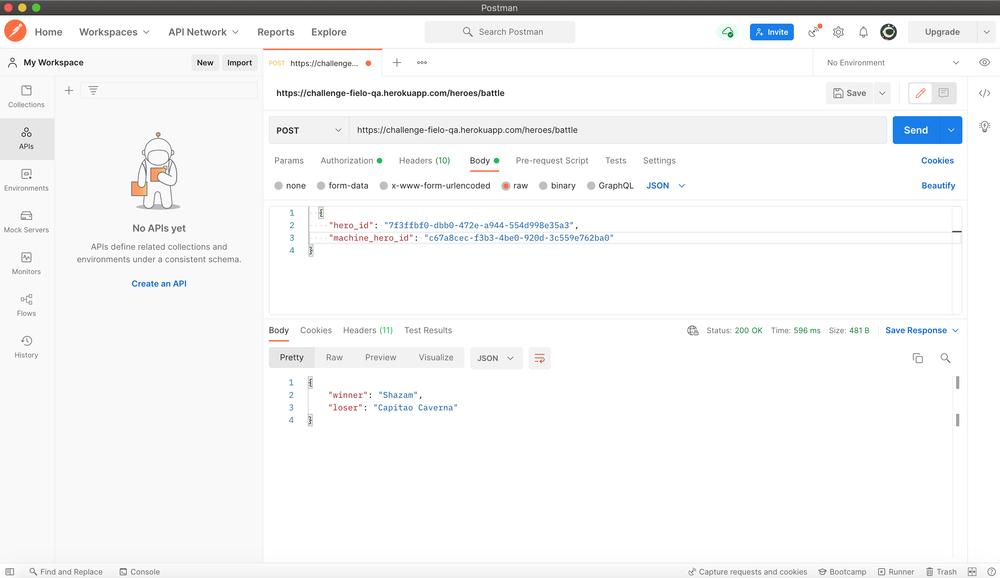 Postman
Home Workspaces API Network Reports Explore Search Postman Invite Upgrade
My Workspace New Import POST https://challenge... No Environment
https://challenge-fielo-qa.herokuapp.com/heroes/battle Save
Collections
POST https://challenge-fielo-qa.herokuapp.com/heroes/battle Send
APIs
Params Authorization Headers (10) Body Pre-request Script Tests Settings Cookies
Environments
none form-data x-www-form-urlencoded raw binary GraphQL JSON Beautify
1 {
2 "hero_id": "7f3ffbf0-dbb0-472e-a944-554d998e35a3",
3 "machine_hero_id": "c67a8cec-f3b3-4be0-920d-3c559e762ba0"
4 }
No APIs yet
Mock Servers
APIs define related collections and
environments under a consistent schema.
Monitors
Create an API
Flows
Body Cookies Headers (11) Test Results Status: 200 OK Time: 596 ms Size: 481 B Save Response
History
Pretty Raw Preview Visualize JSON
1 {
2 "winner": "Shazam",
3 "loser": "Capitao Caverna"
4 }
Find and Replace Console Capture requests and cookies Bootcamp Runner Trash